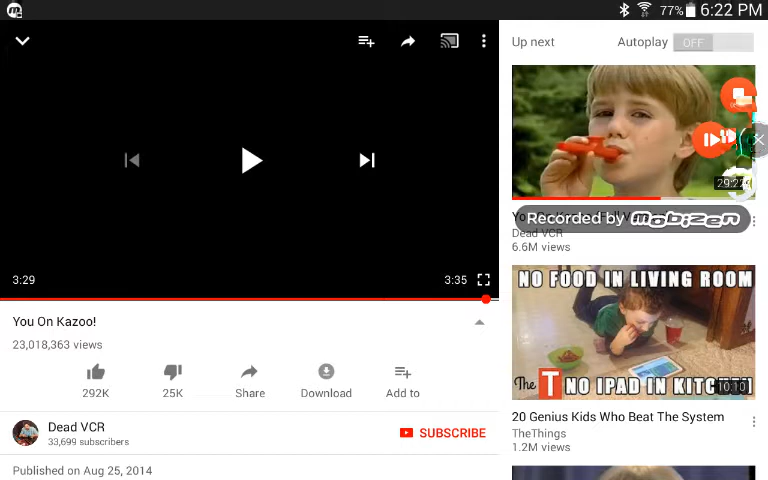 77% 6:22 PM
3:29
3:35
You On Kazoo!
23,018,363 views
292K
25K
Share
Download
Add to
Dead VCR
33,699 subscribers
SUBSCRIBE
Published on Aug 25, 2014
Up next
Autoplay
OFF
29:22
Recorded by mobizen
Dead VCR
6.6M views
NO FOOD IN LIVING ROOM
The T NO IPAD IN KITCHEN
10:10
20 Genius Kids Who Beat The System
TheThings
1.2M views